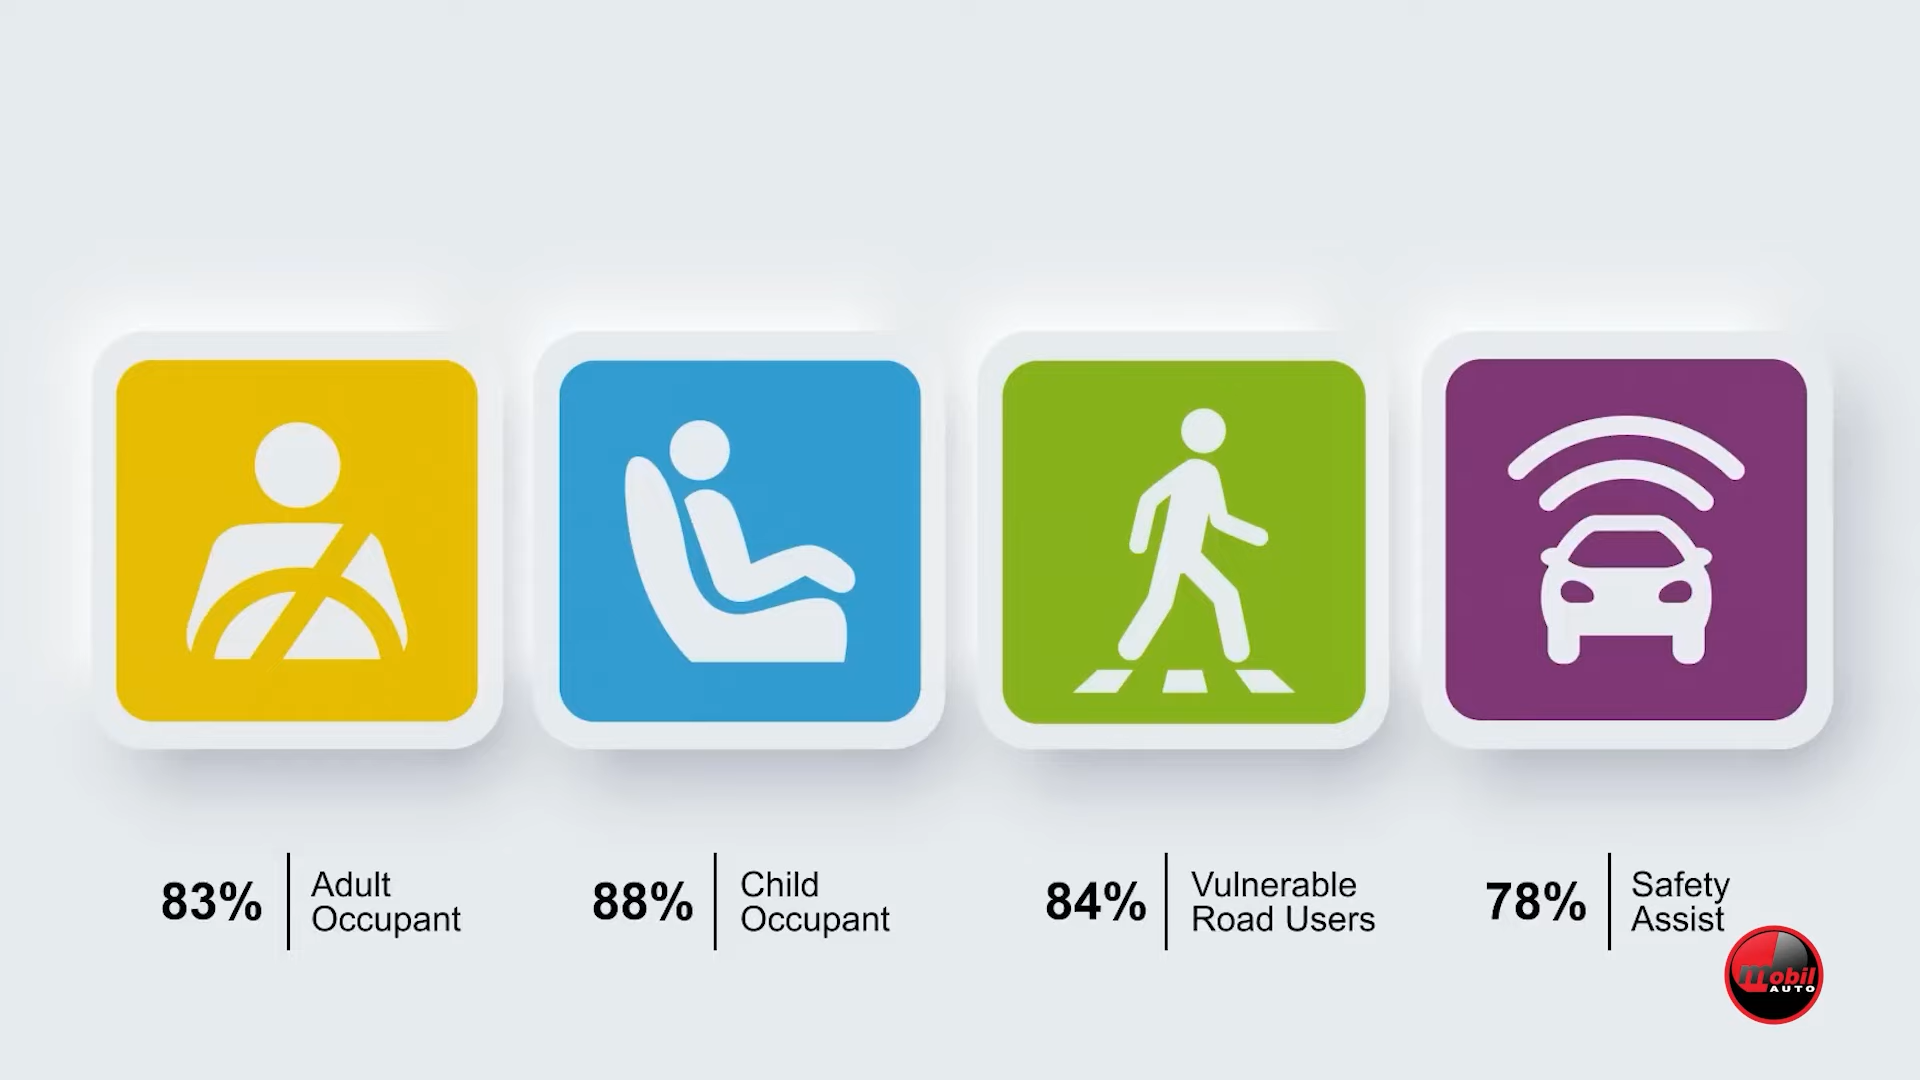 83%
Adult
Occupant
88%
Child
Occupant
84%
Vulnerable
Road Users
78%
Safety
Assist
mobil
AUTO